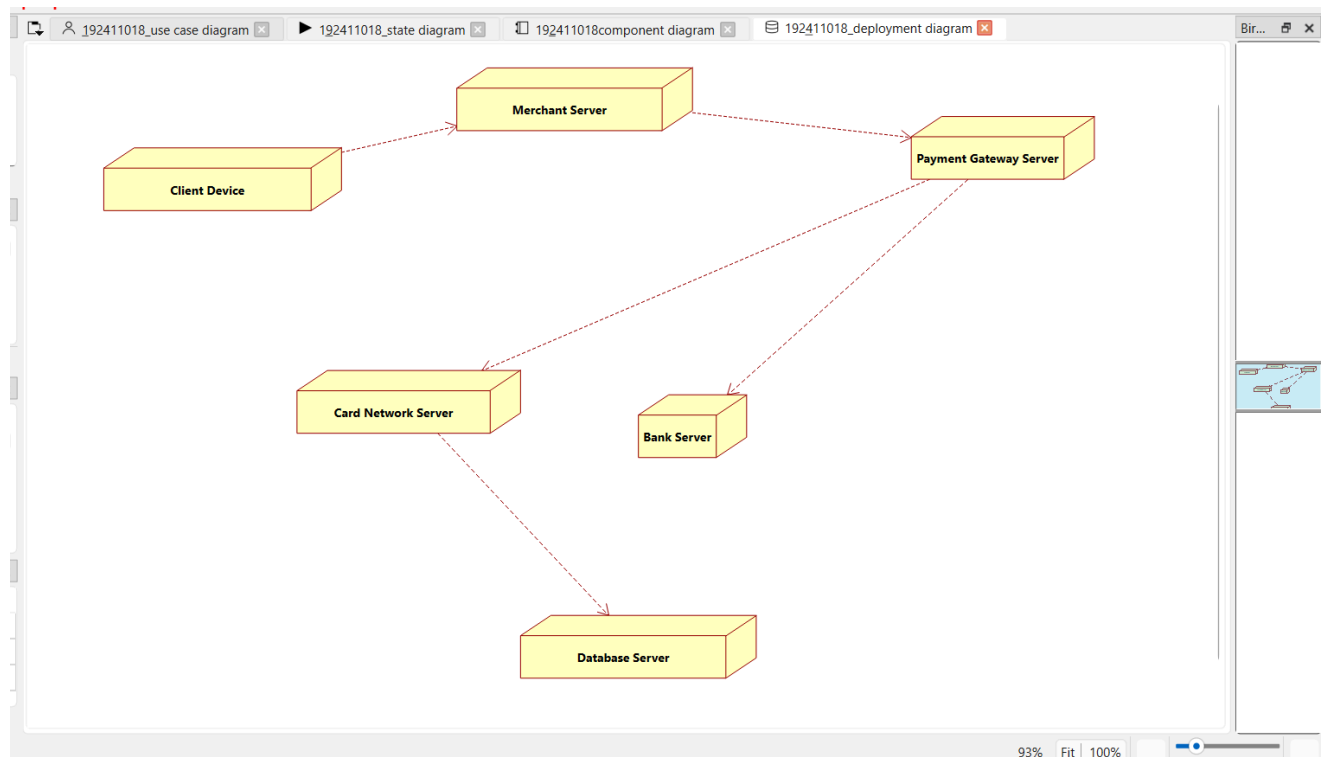 192411018_use case diagram
192411018_state diagram
192411018component diagram
192411018_deployment diagram
Bir...
Merchant Server
Payment Gateway Server
Client Device
Card Network Server
Bank Server
Database Server
93%
Fit
100%